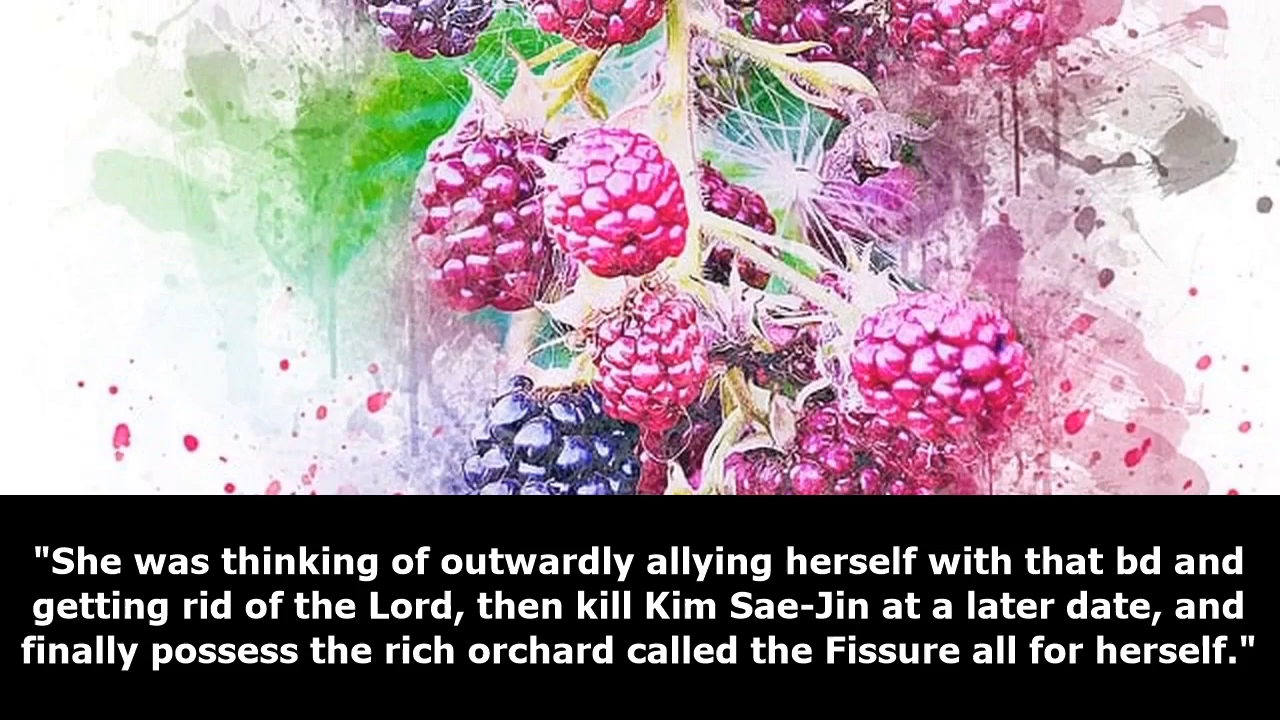 "She was thinking of outwardly allying herself with that bd and
getting rid of the Lord, then kill Kim Sae-Jin at a later date, and
finally possess the rich orchard called the Fissure all for herself."